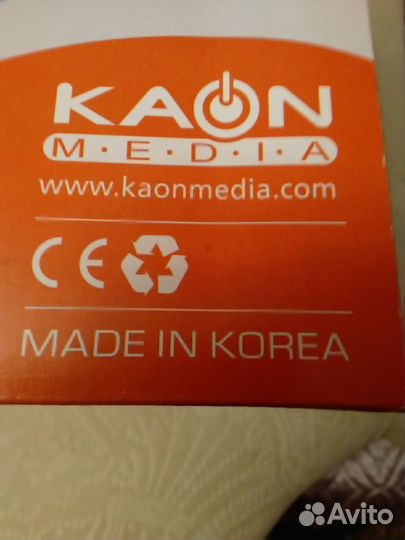 KAON
M·E·D·I·A
www.kaonmedia.com
CE
MADE IN KOREA
Avito